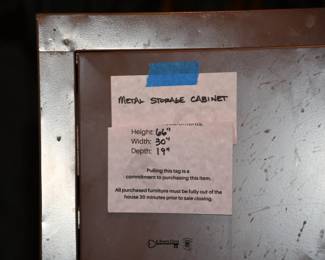 METAL STORAGE CABINET
Height: 66"
Width: 30"
Depth: 19"
Pulling this tag is a
commitment to purchasing this item.
All purchased furniture must be fully out of the
house 30 minutes prior to sale closing.